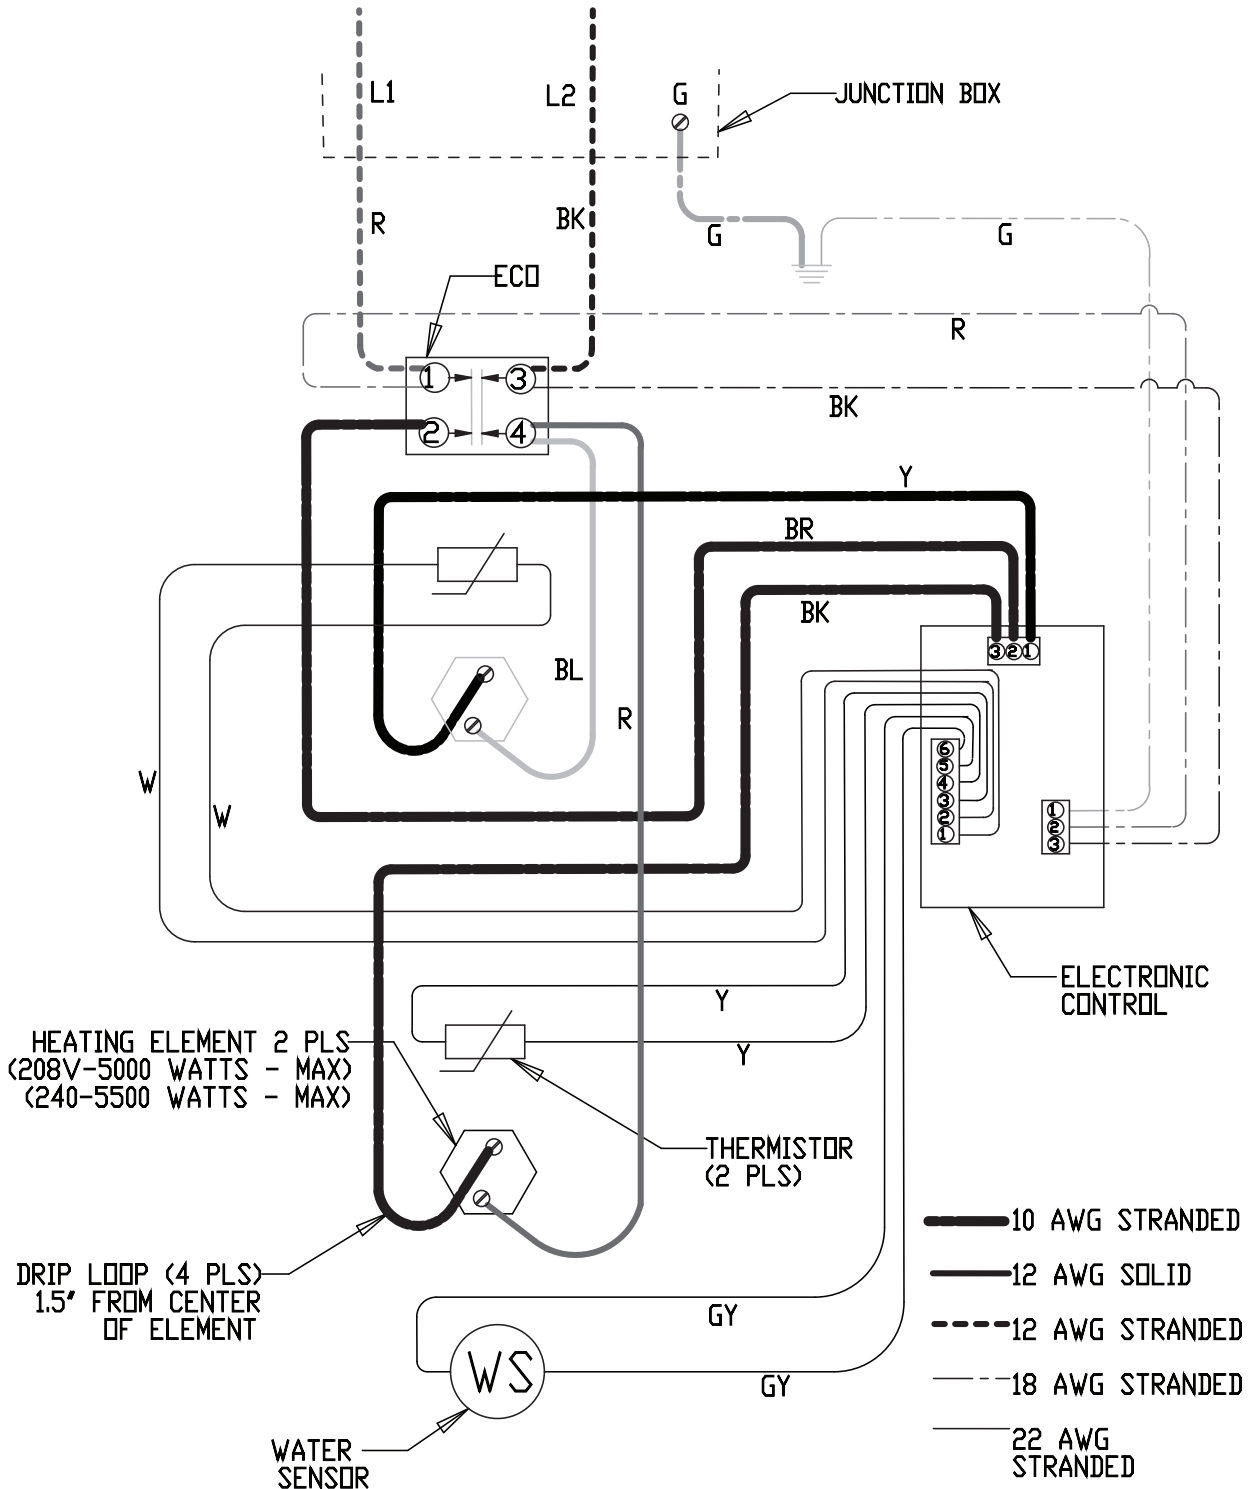 L1
L2
G
JUNCTION BOX
R
BK
G
G
ECO
R
1
3
BK
2
4
Y
BR
BK
3 2 1
BL
R
W
W
6
5
4
3
2
1
1
2
3
ELECTRONIC
CONTROL
Y
Y
HEATING ELEMENT 2 PLS
(208V-5000 WATTS - MAX)
(240-5500 WATTS - MAX)
THERMISTOR
(2 PLS)
DRIP LOOP (4 PLS)
1.5" FROM CENTER
OF ELEMENT
GY
WS
GY
WATER
SENSOR
10 AWG STRANDED
12 AWG SOLID
12 AWG STRANDED
18 AWG STRANDED
22 AWG
STRANDED